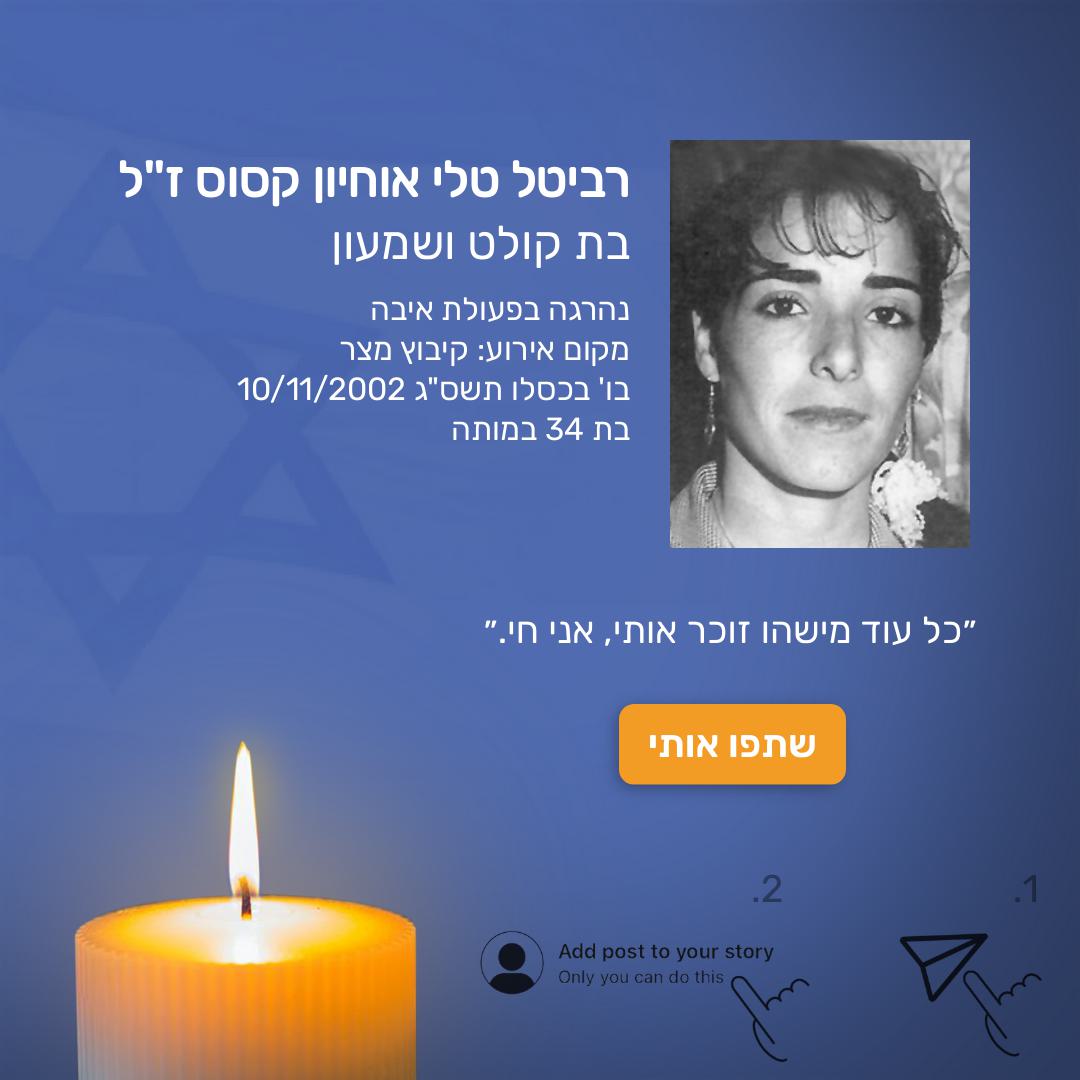 רביטל טלי אוחיון קסוס ז"ל
בת קולט ושמעון
נהרגה בפעולת איבה
מקום אירוע: קיבוץ מצר
בו' בכסלו תשס"ג 10/11/2002
בת 34 במותה
״כל עוד מישהו זוכר אותי, אני חי.״
שתפו אותי
.1
.2
Add post to your story
Only you can do this